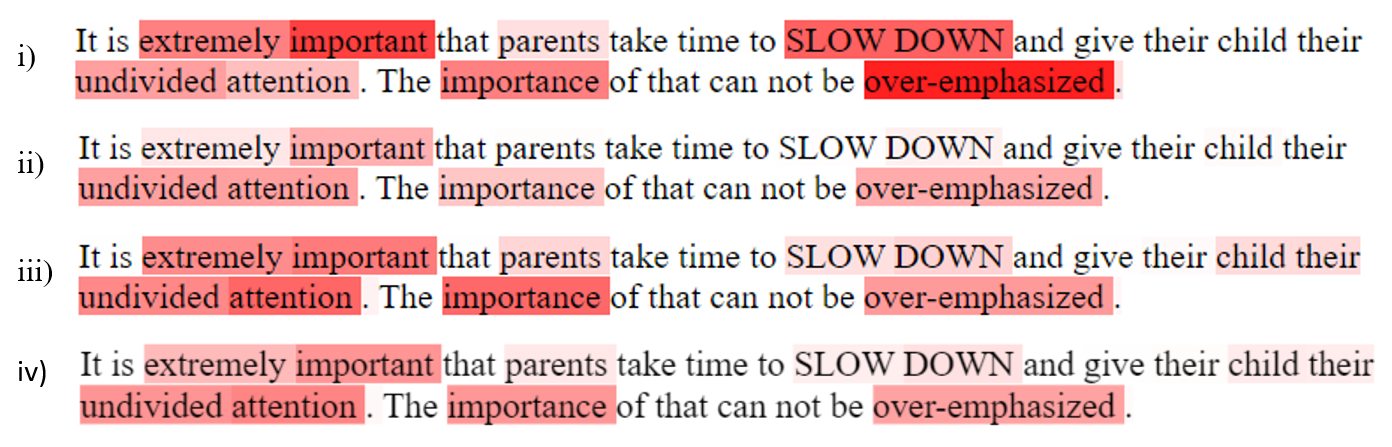 i) It is extremely important that parents take time to SLOW DOWN and give their child their
undivided attention . The importance of that can not be over-emphasized .
ii) It is extremely important that parents take time to SLOW DOWN and give their child their
undivided attention . The importance of that can not be over-emphasized .
iii) It is extremely important that parents take time to SLOW DOWN and give their child their
undivided attention . The importance of that can not be over-emphasized .
iv) It is extremely important that parents take time to SLOW DOWN and give their child their
undivided attention . The importance of that can not be over-emphasized .